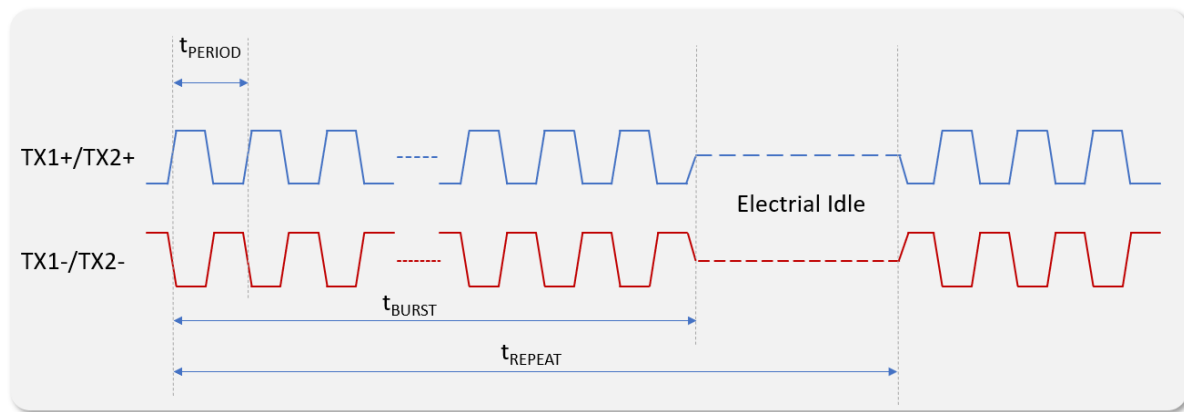 tPERIOD
TX1+/TX2+
Electrial Idle
TX1-/TX2-
tBURST
tREPEAT